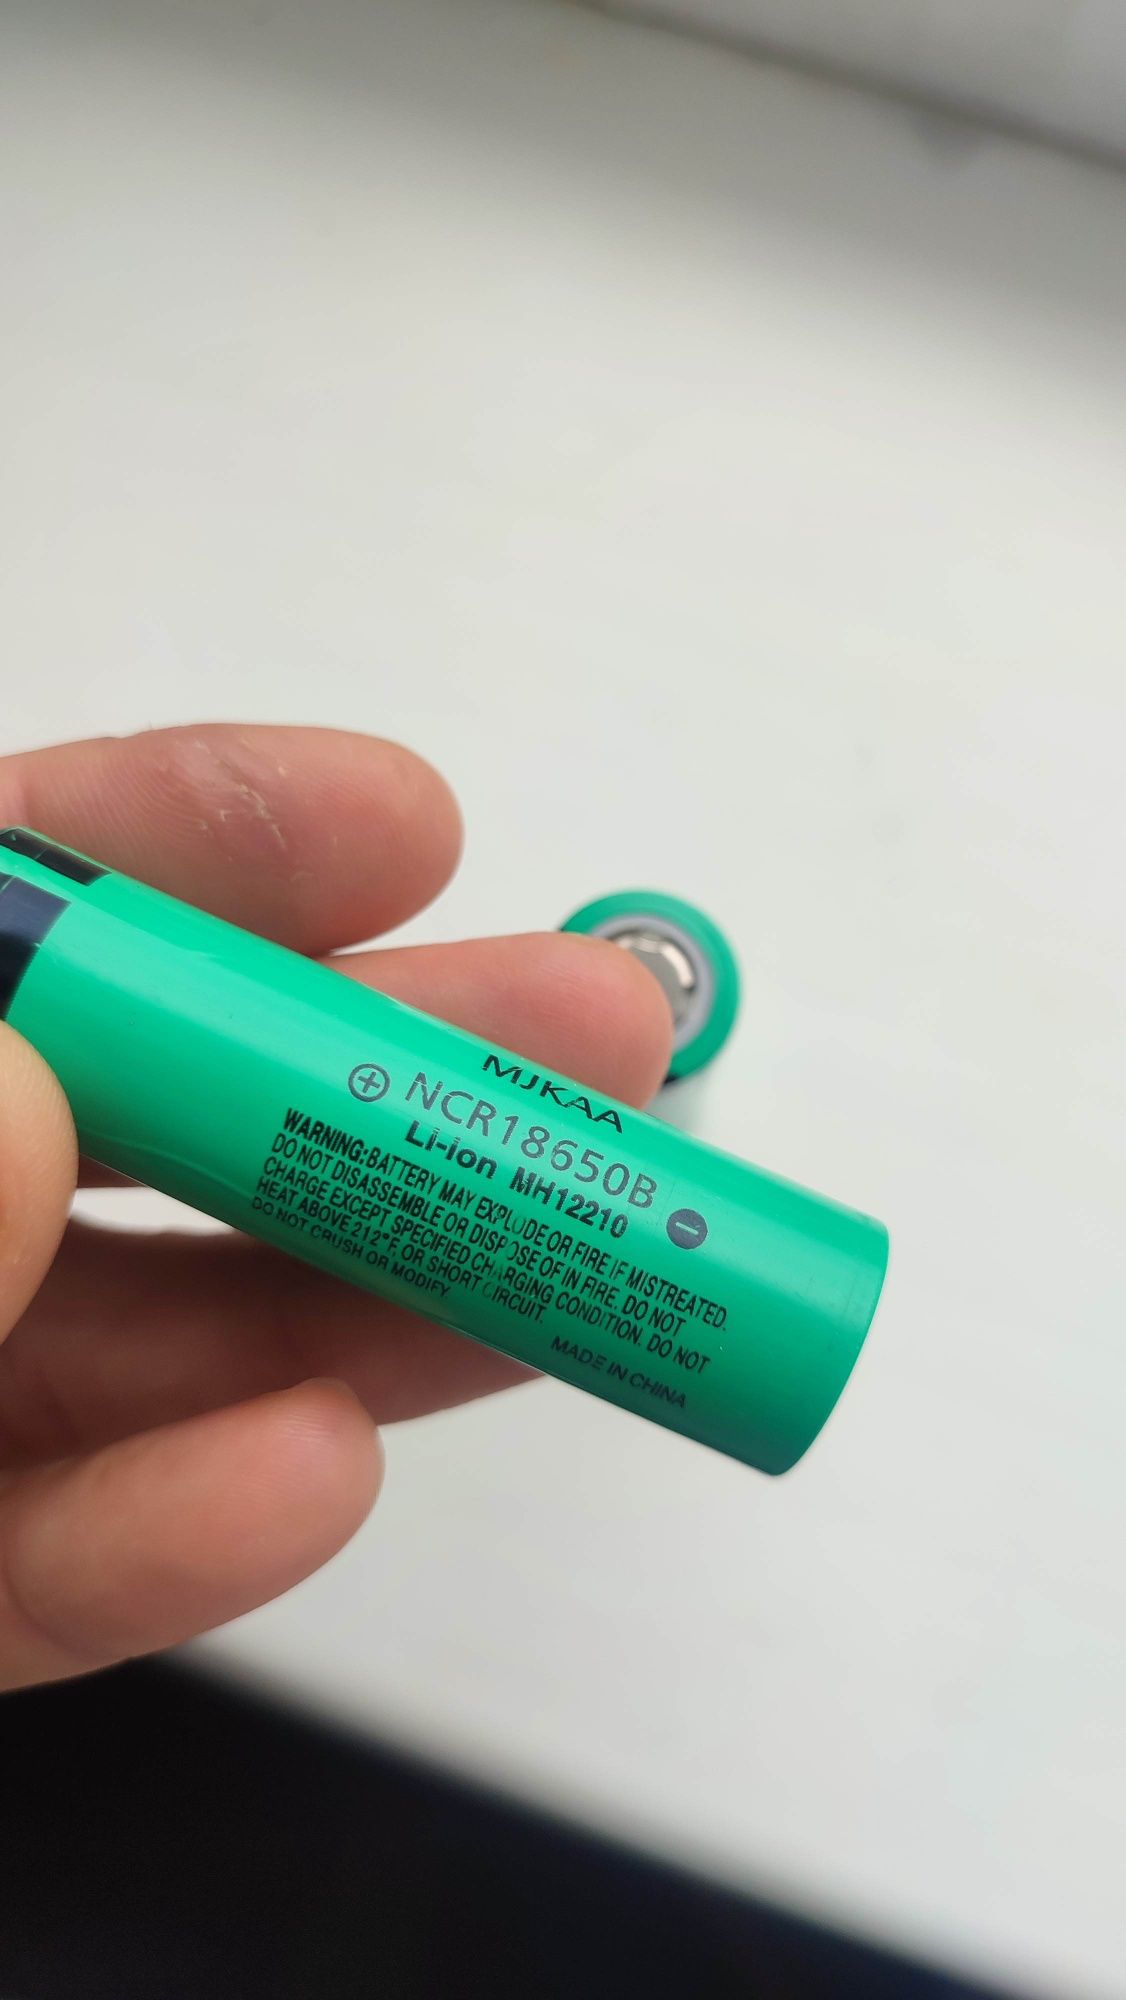 MJKAA
+ NCR18650B −
Li-ion MH12210
WARNING:BATTERY MAY EXPLODE OR FIRE IF MISTREATED.
DO NOT DISASSEMBLE OR DISPOSE OF IN FIRE. DO NOT
CHARGE EXCEPT SPECIFIED CHARGING CONDITION. DO NOT
HEAT ABOVE 212°F, OR SHORT CIRCUIT.
DO NOT CRUSH OR MODIFY.
MADE IN CHINA